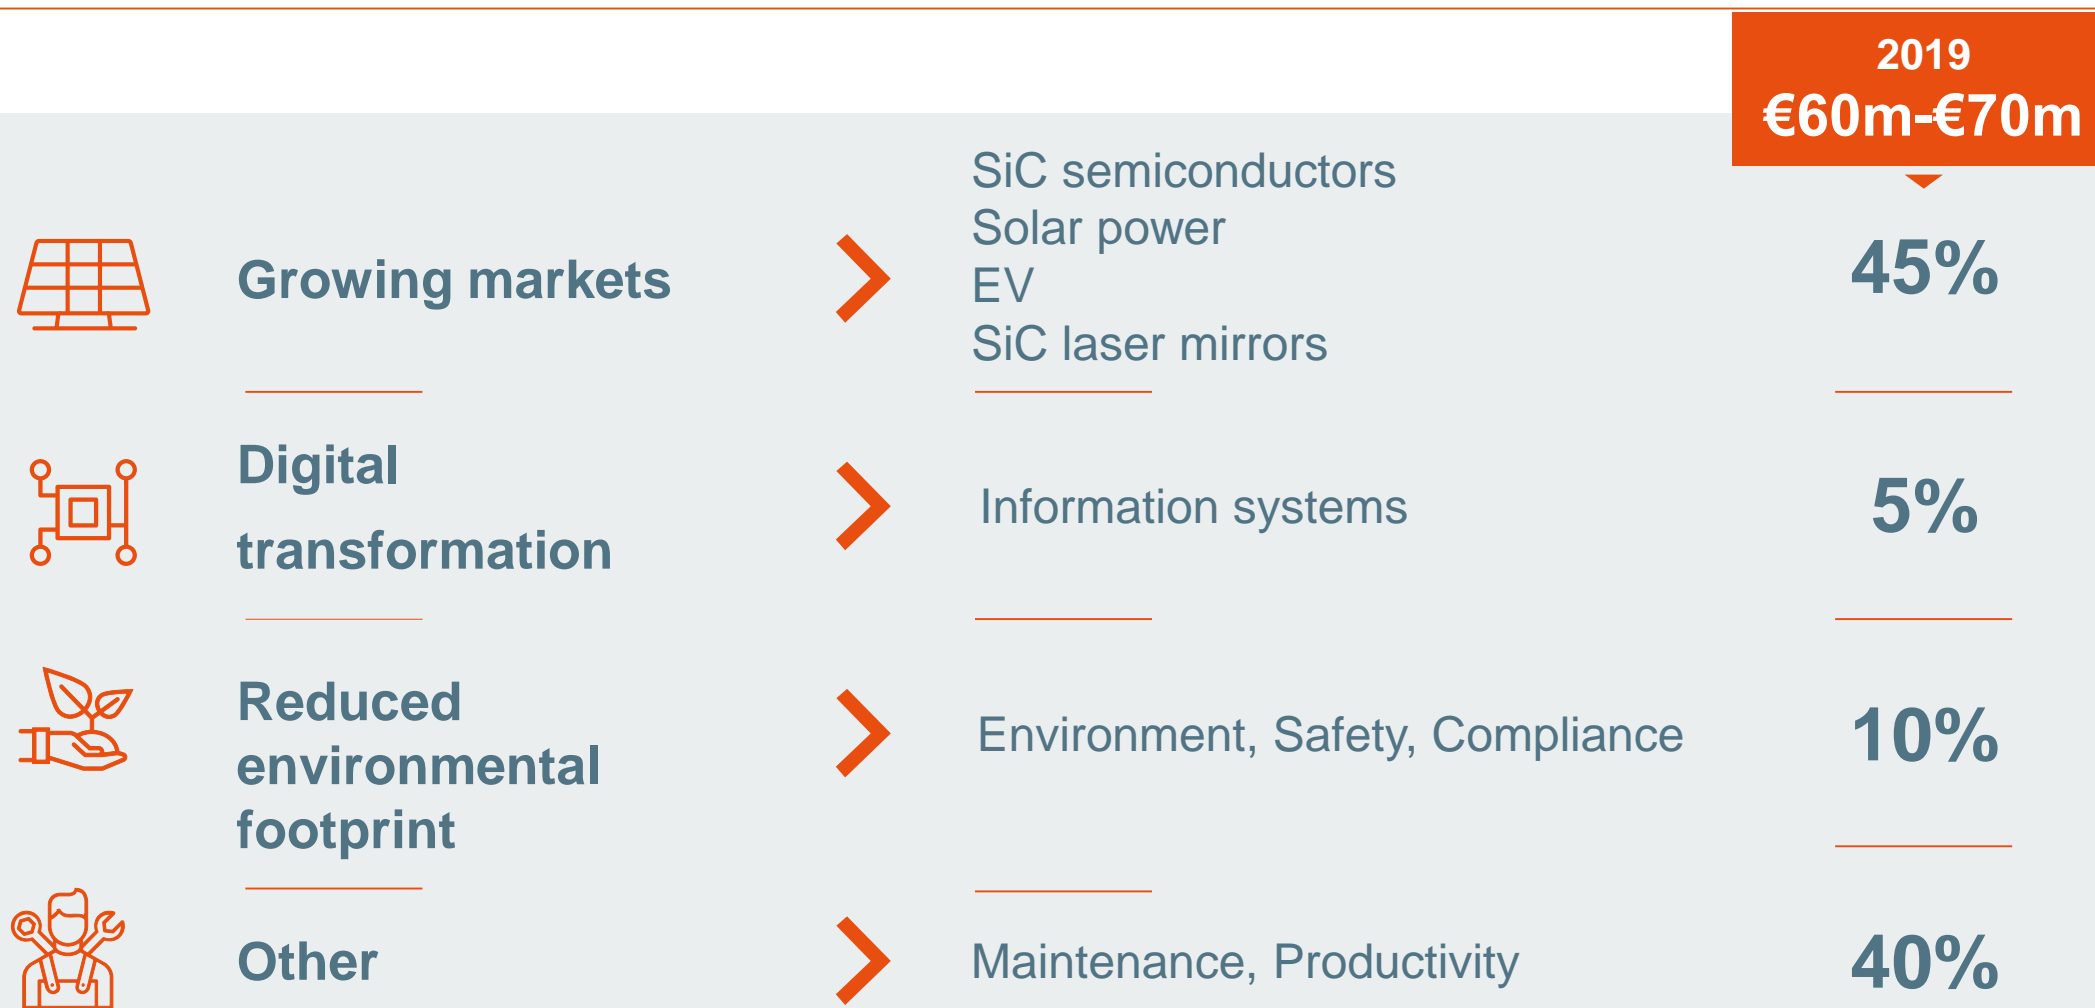 2019
€60m-€70m
Growing markets
SiC semiconductors
Solar power
EV
SiC laser mirrors
45%
Digital
transformation
Information systems
5%
Reduced
environmental
footprint
Environment, Safety, Compliance
10%
Other
Maintenance, Productivity
40%